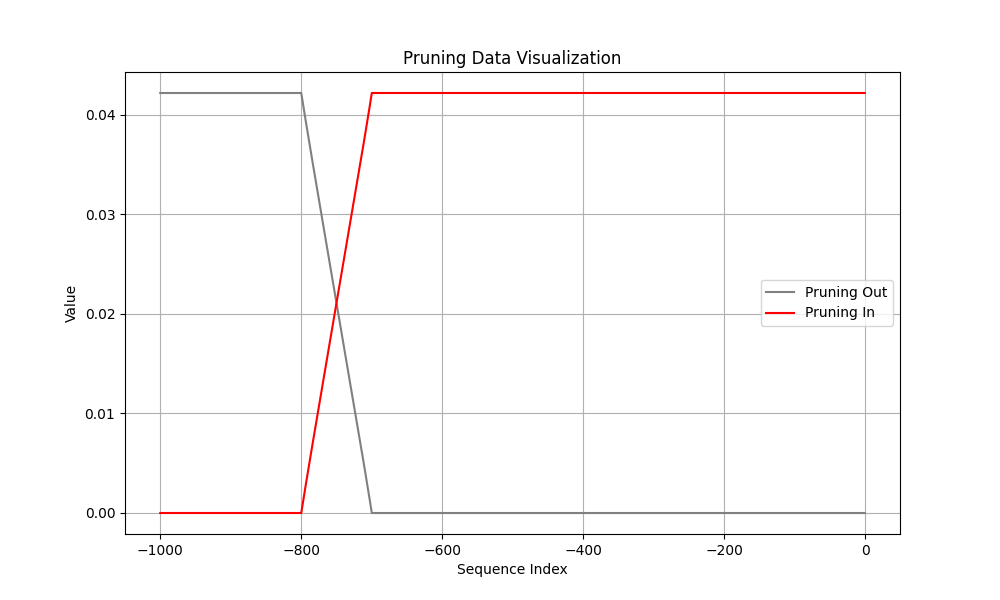 Pruning Data Visualization
Value
0.04
0.03
0.02
0.01
0.00
Pruning Out
Pruning In
−1000 −800 −600 −400 −200 0
Sequence Index